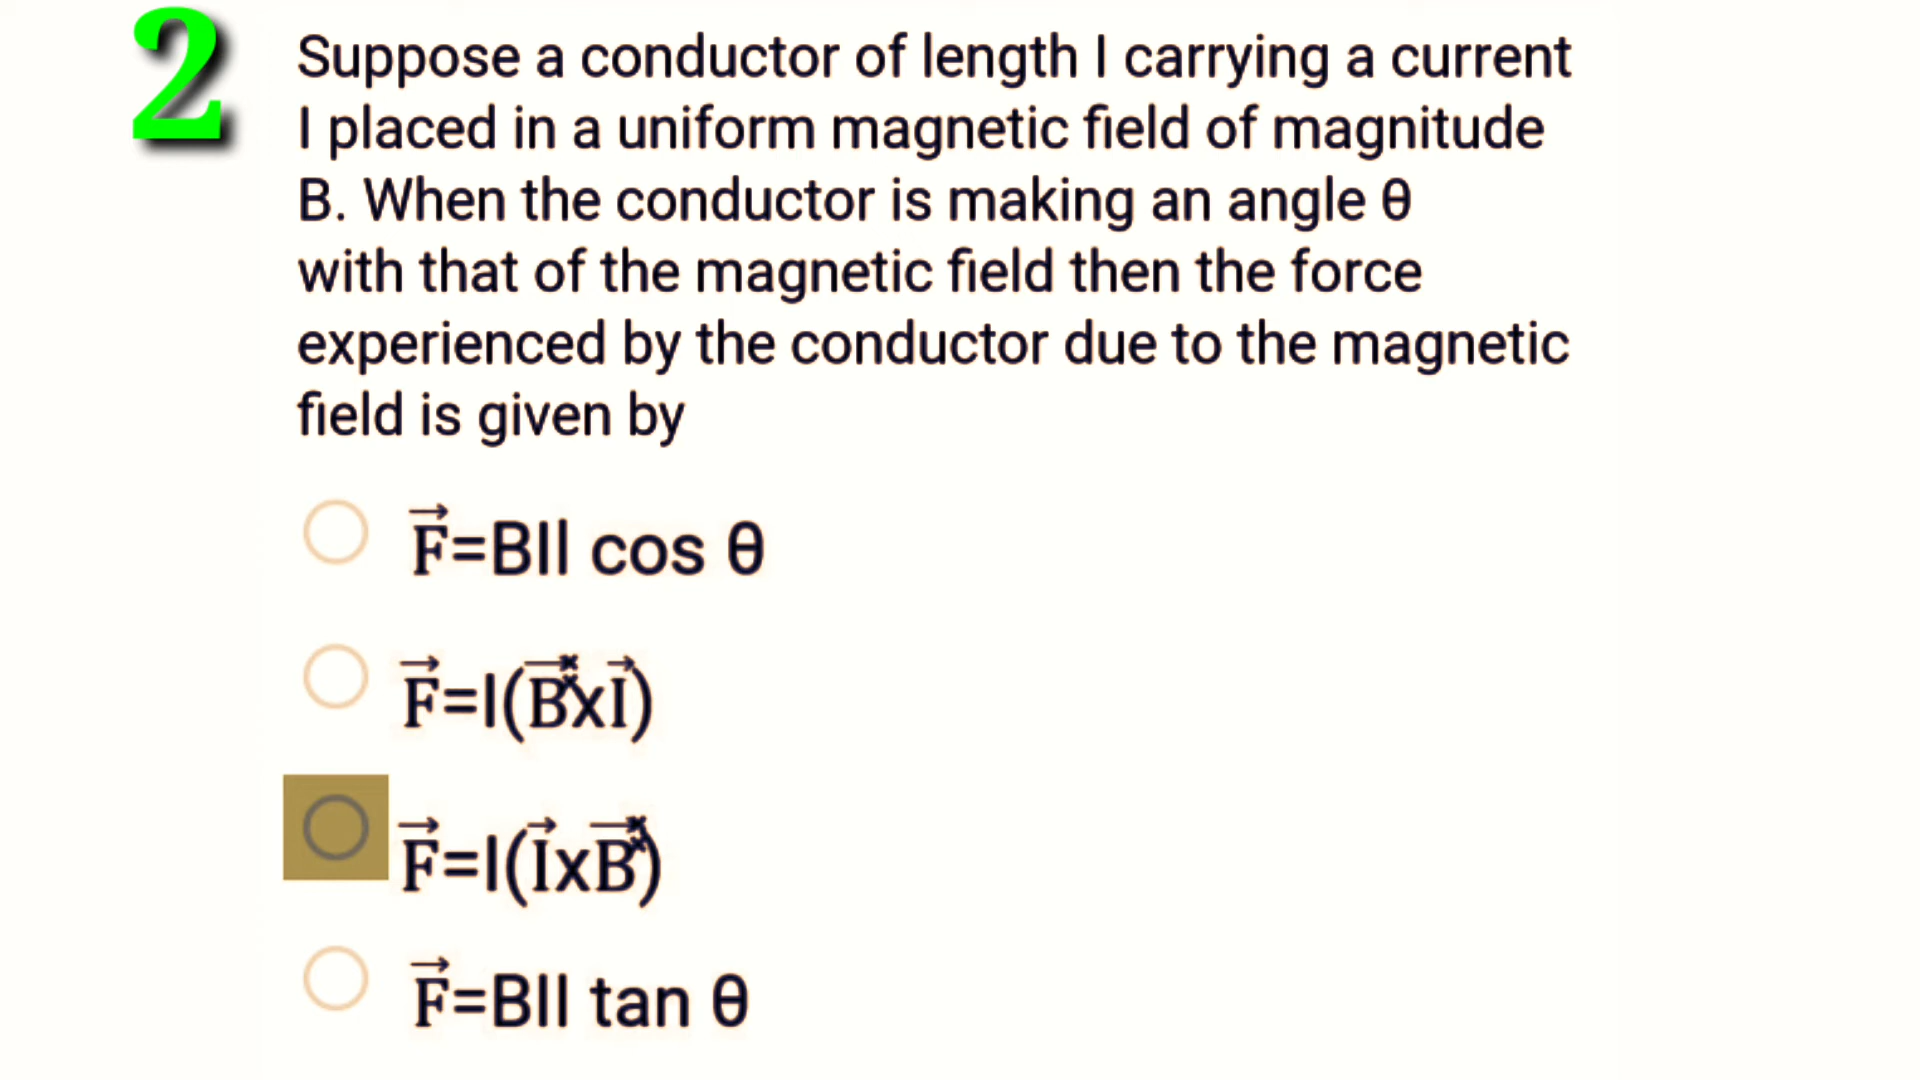 2
Suppose a conductor of length l carrying a current
I placed in a uniform magnetic field of magnitude
B. When the conductor is making an angle θ
with that of the magnetic field then the force
experienced by the conductor due to the magnetic
field is given by
F⃗=BIl cos θ
F⃗=I(B⃗xl⃗)
F⃗=I(l⃗xB⃗)
F⃗=BIl tan θ